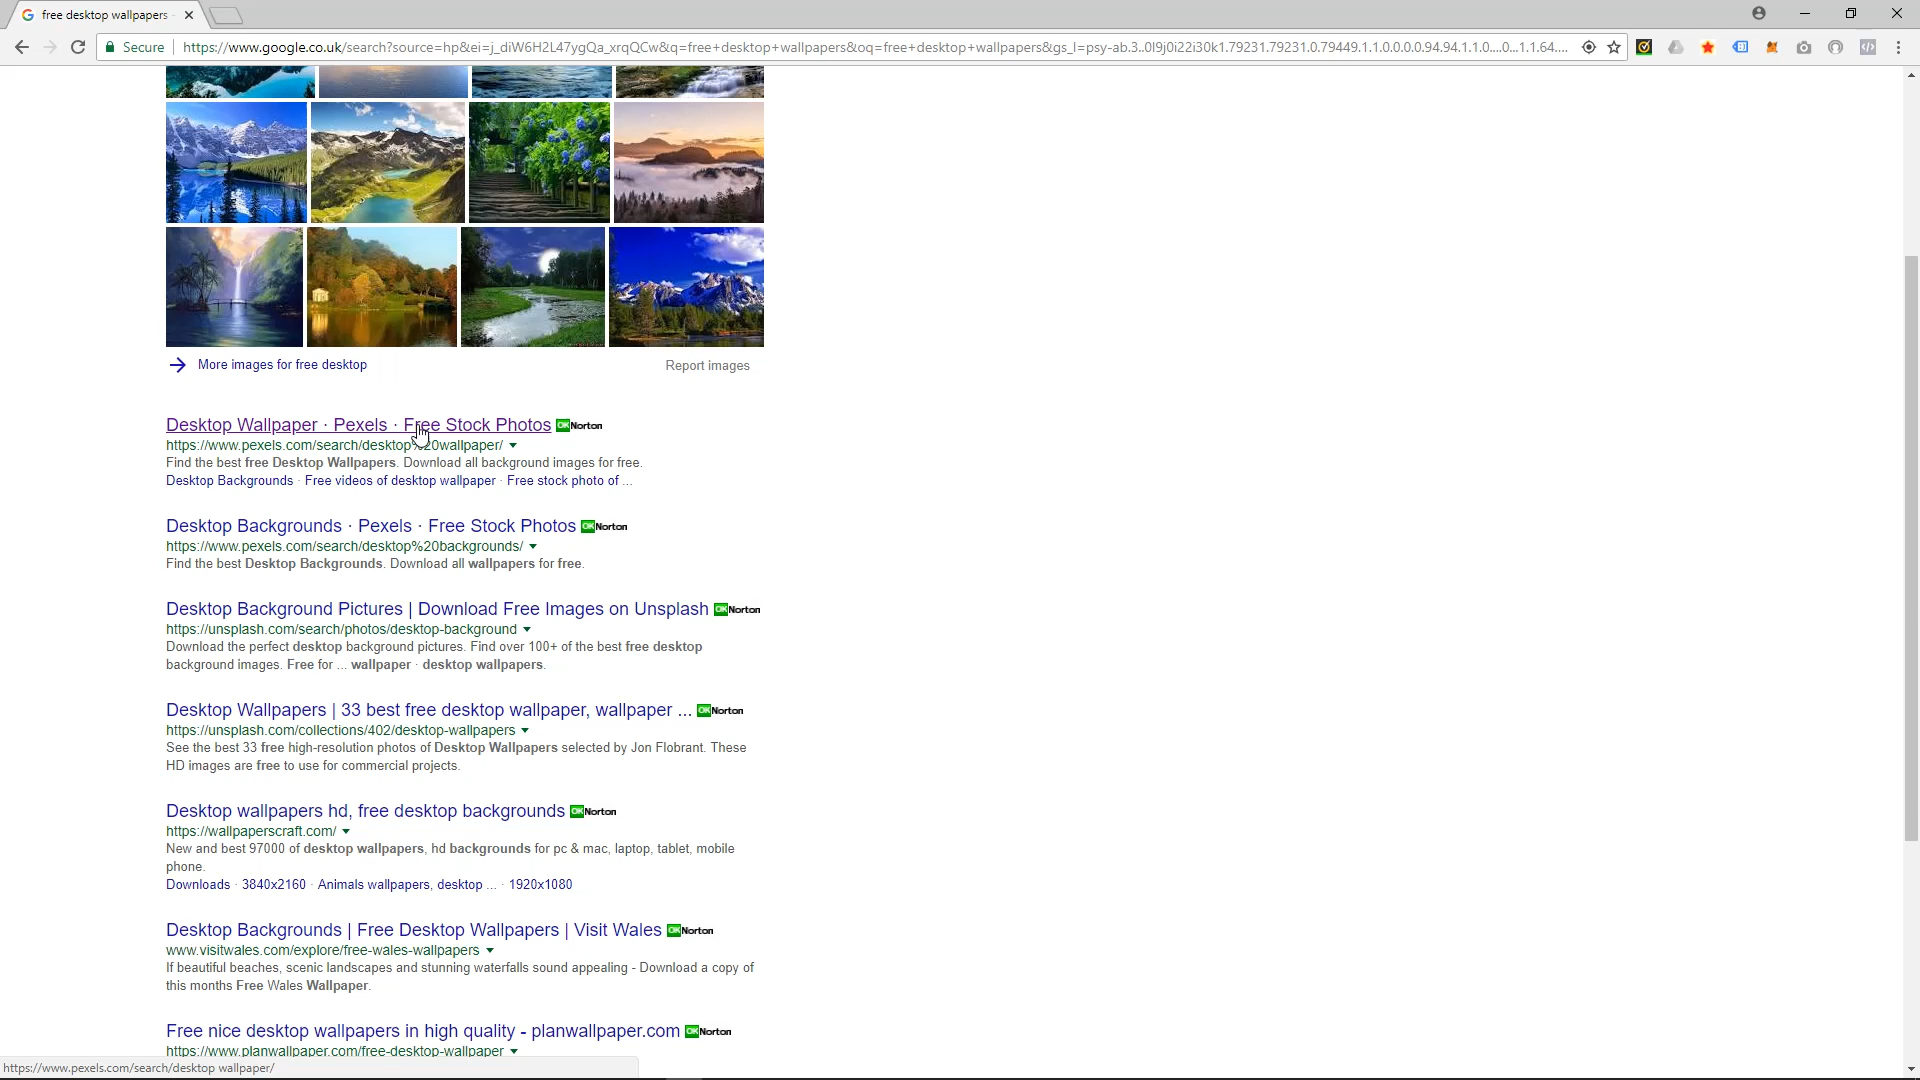 free desktop wallpapers -
Secure
https://www.google.co.uk/search?source=hp&ei=j_diW6H2L47ygQa_xrqQCw&q=free+desktop+wallpapers&oq=free+desktop+wallpapers&gs_l=psy-ab.3..0l9j0i22i30k1.79231.79231.0.79449.1.1.0.0.0.0.94.94.1.1.0....0...1.1.64....
More images for free desktop
Report images
Desktop Wallpaper · Pexels · Free Stock Photos OK Norton
https://www.pexels.com/search/desktop%20wallpaper/
Find the best free Desktop Wallpapers. Download all background images for free.
Desktop Backgrounds · Free videos of desktop wallpaper · Free stock photo of ...
Desktop Backgrounds · Pexels · Free Stock Photos OK Norton
https://www.pexels.com/search/desktop%20backgrounds/
Find the best Desktop Backgrounds. Download all wallpapers for free.
Desktop Background Pictures | Download Free Images on Unsplash OK Norton
https://unsplash.com/search/photos/desktop-background
Download the perfect desktop background pictures. Find over 100+ of the best free desktop
background images. Free for ... wallpaper · desktop wallpapers.
Desktop Wallpapers | 33 best free desktop wallpaper, wallpaper ... OK Norton
https://unsplash.com/collections/402/desktop-wallpapers
See the best 33 free high-resolution photos of Desktop Wallpapers selected by Jon Flobrant. These
HD images are free to use for commercial projects.
Desktop wallpapers hd, free desktop backgrounds OK Norton
https://wallpaperscraft.com/
New and best 97000 of desktop wallpapers, hd backgrounds for pc & mac, laptop, tablet, mobile
phone.
Downloads · 3840x2160 · Animals wallpapers, desktop ... · 1920x1080
Desktop Backgrounds | Free Desktop Wallpapers | Visit Wales OK Norton
www.visitwales.com/explore/free-wales-wallpapers
If beautiful beaches, scenic landscapes and stunning waterfalls sound appealing - Download a copy of
this months Free Wales Wallpaper.
Free nice desktop wallpapers in high quality - planwallpaper.com OK Norton
https://www.planwallpaper.com/free-desktop-wallpaper
https://www.pexels.com/search/desktop wallpaper/